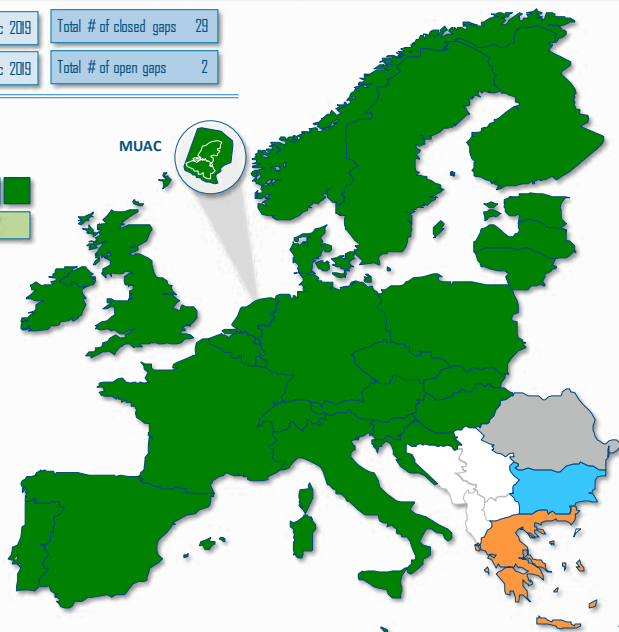 c 2019
Total # of closed gaps 29
c 2019
Total # of open gaps 2
MUAC